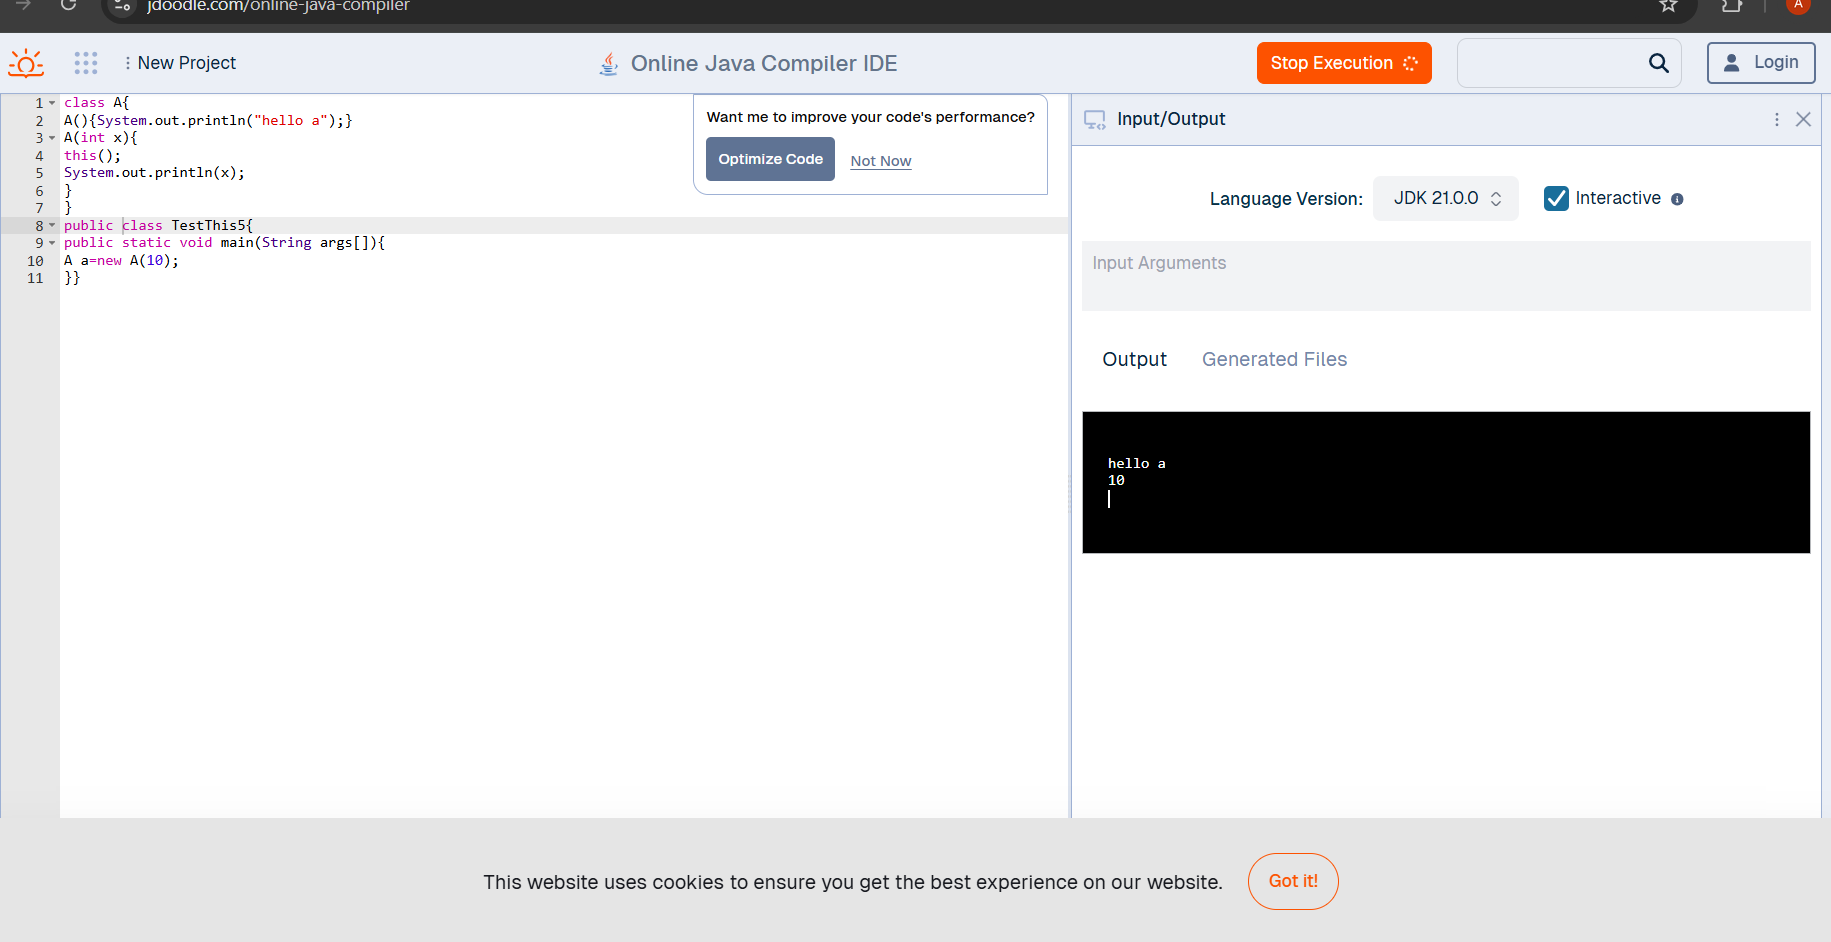 jdoodle.com/online-java-compiler
A
New Project
Online Java Compiler IDE
Stop Execution
Login
1 class A{
2 A(){System.out.println("hello a");}
3 A(int x){
4 this();
5 System.out.println(x);
6 }
7 }
8 public class TestThis5{
9 public static void main(String args[]){
10 A a=new A(10);
11 }}
Want me to improve your code's performance?
Optimize Code
Not Now
Input/Output
Language Version:
JDK 21.0.0
Interactive
Input Arguments
Output
Generated Files
hello a
10
This website uses cookies to ensure you get the best experience on our website.
Got it!